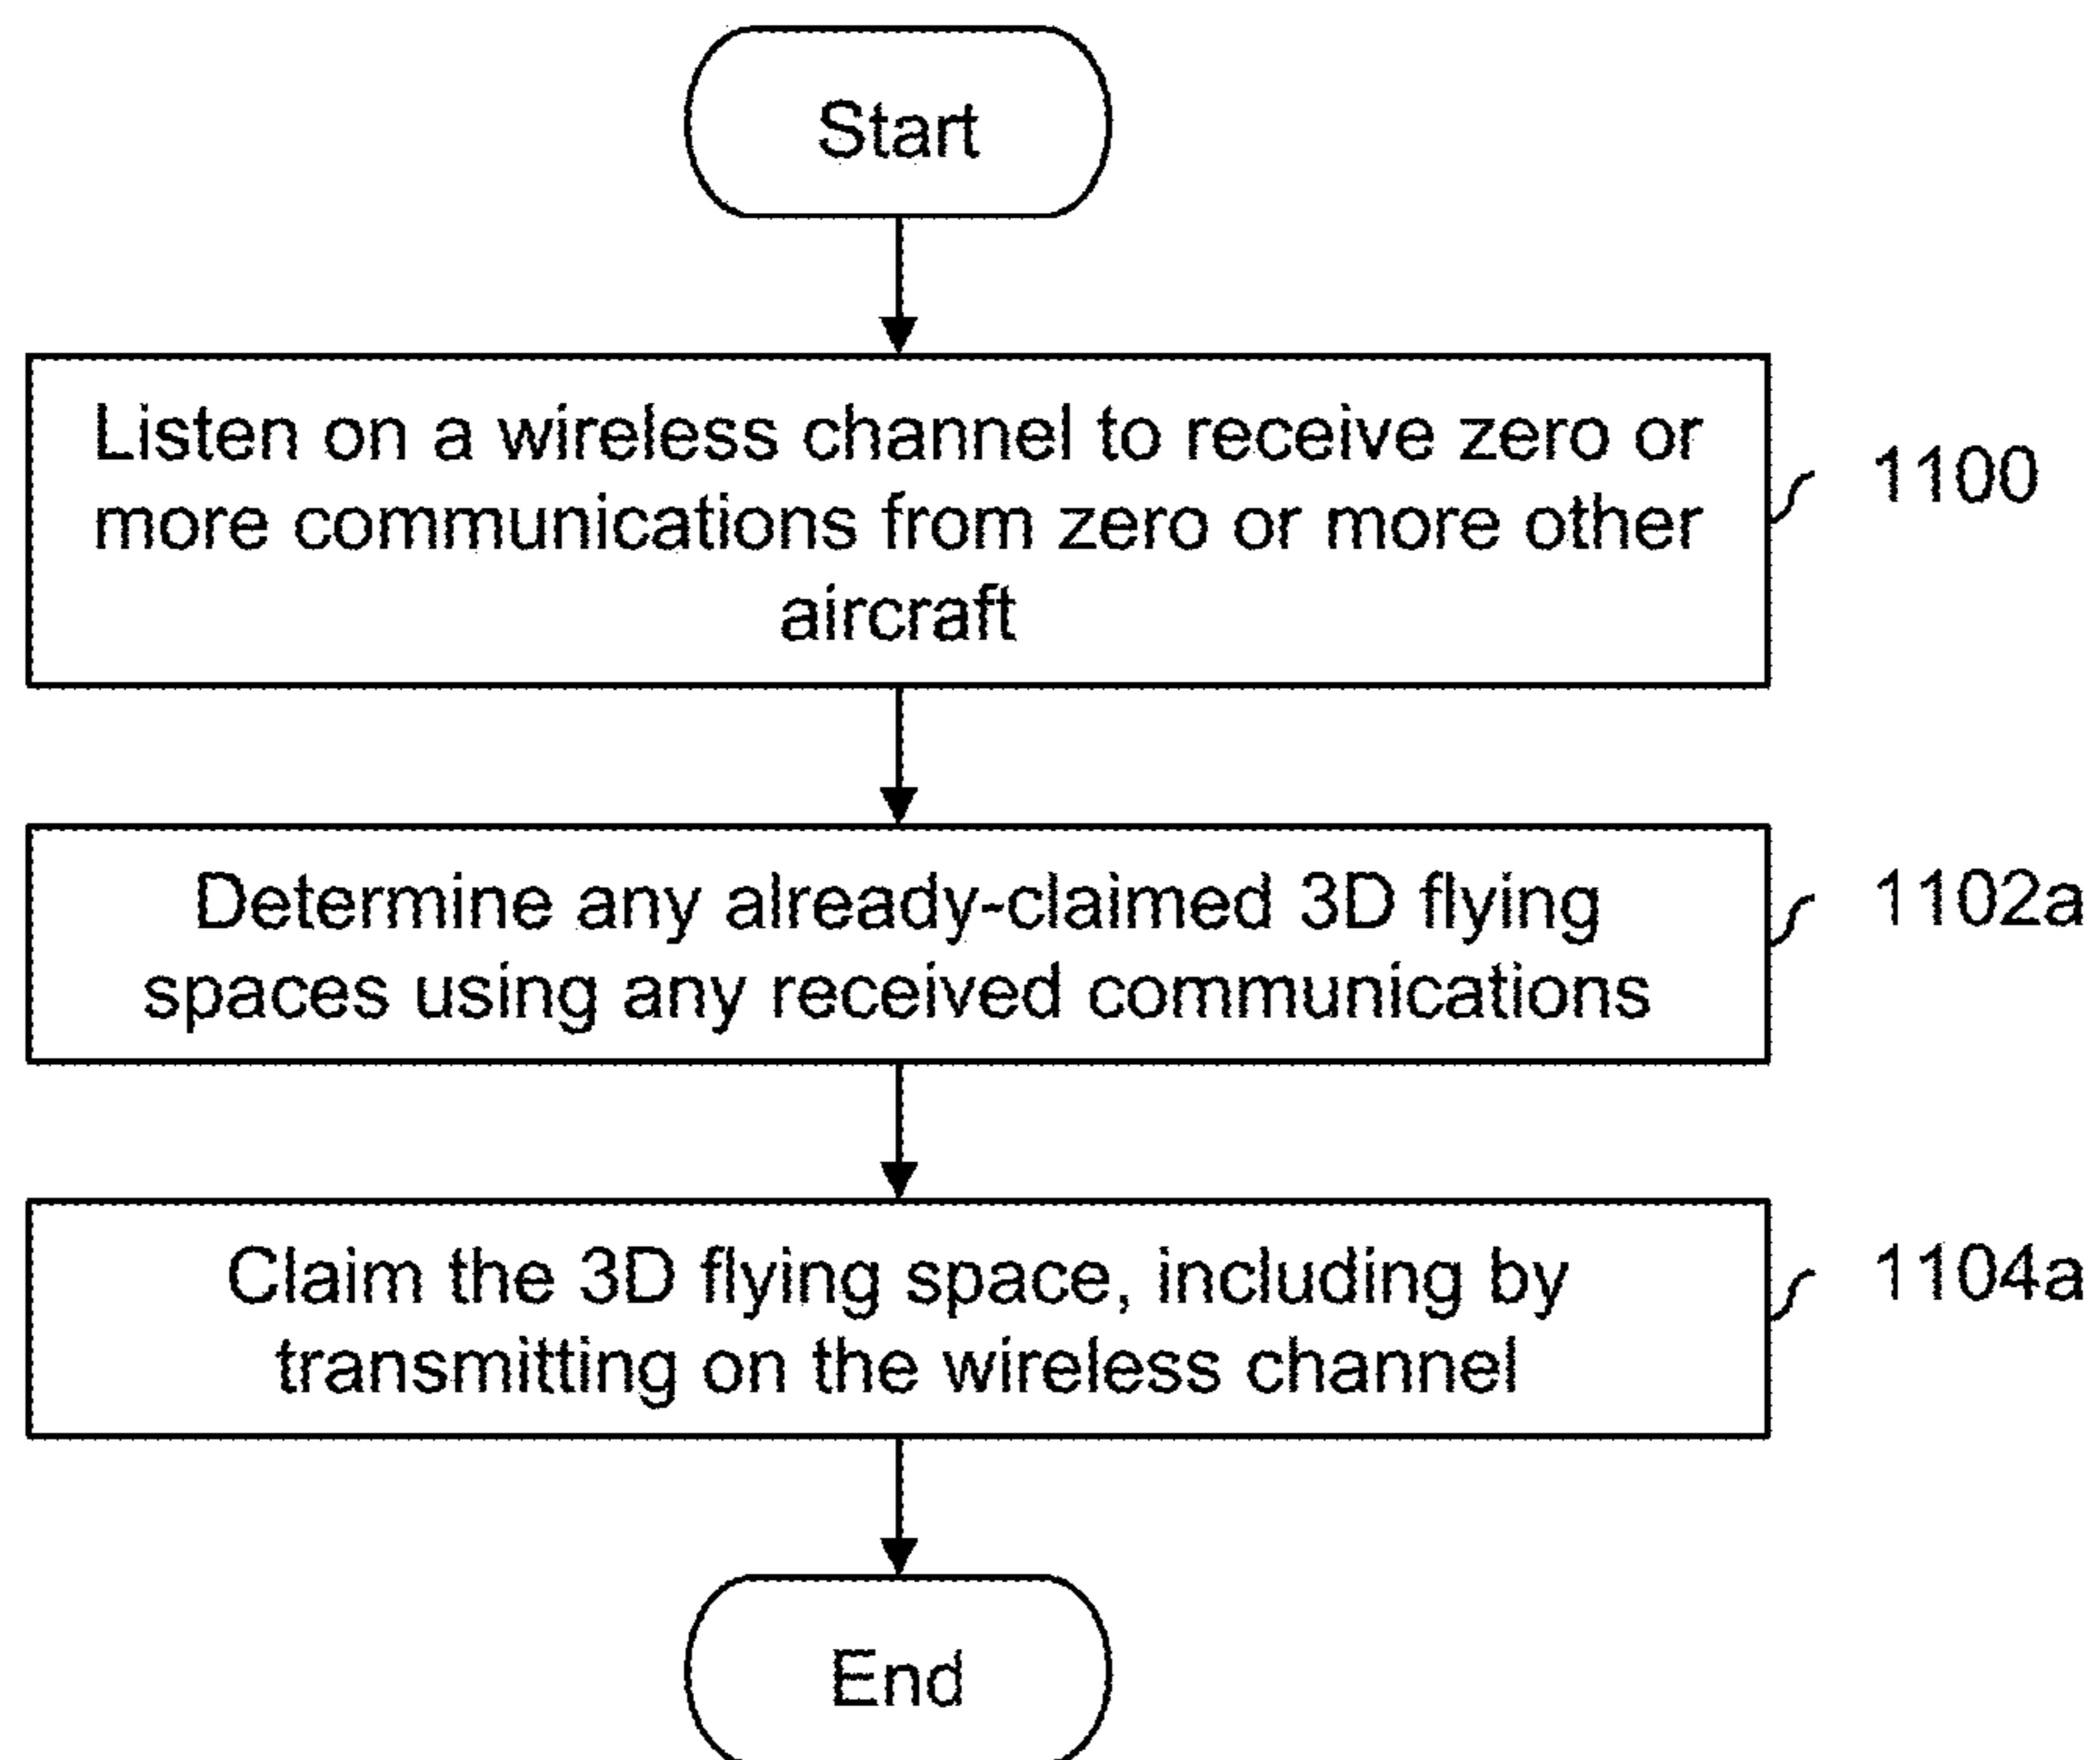 Start
Listen on a wireless channel to receive zero or
more communications from zero or more other
aircraft
1100
Determine any already-claimed 3D flying
spaces using any received communications
1102a
Claim the 3D flying space, including by
transmitting on the wireless channel
1104a
End